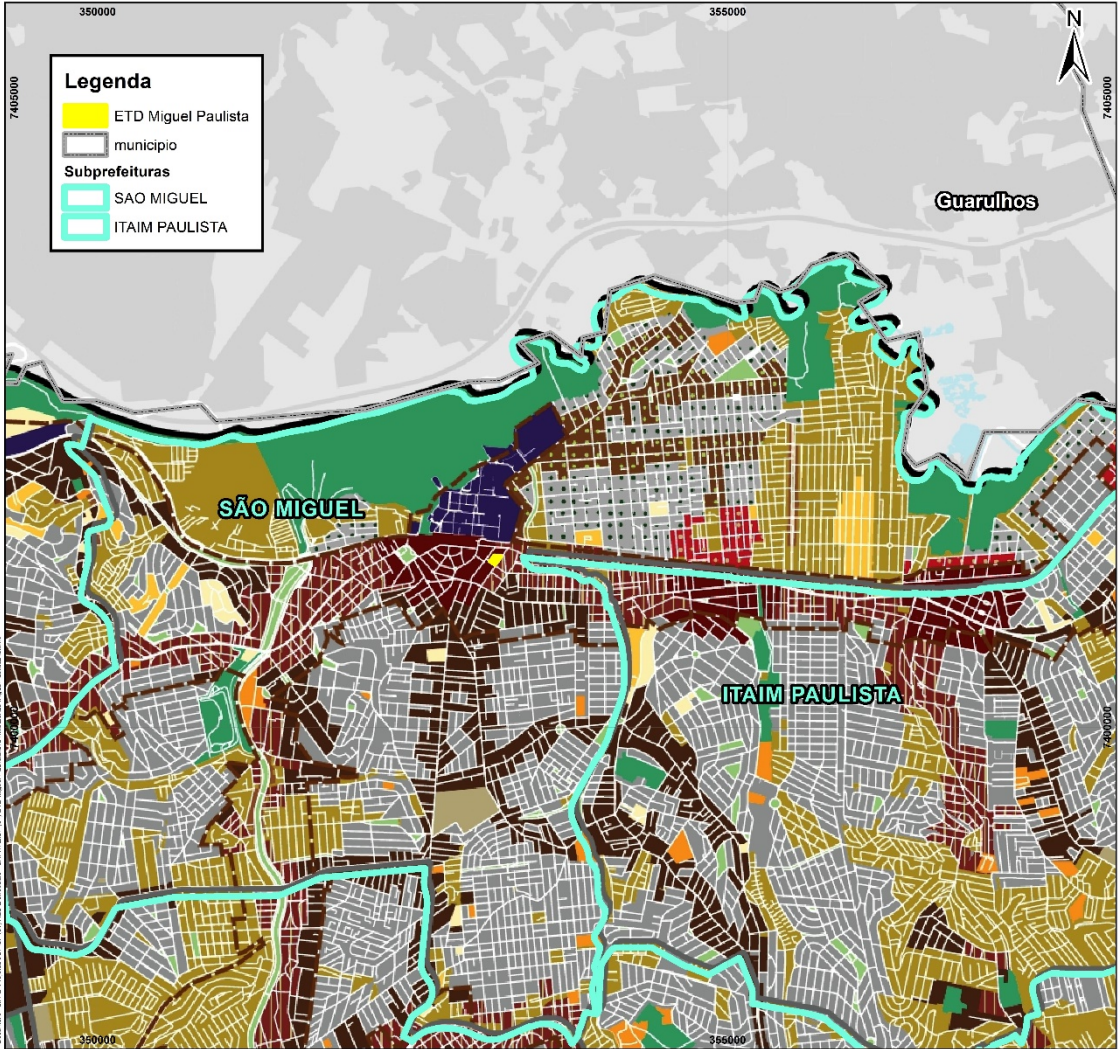 350000
355000
N
7405000
7405000
Legenda
ETD Miguel Paulista
municipio
Subprefeituras
SAO MIGUEL
ITAIM PAULISTA
Guarulhos
SÃO MIGUEL
ITAIM PAULISTA
7400000
350000
355000